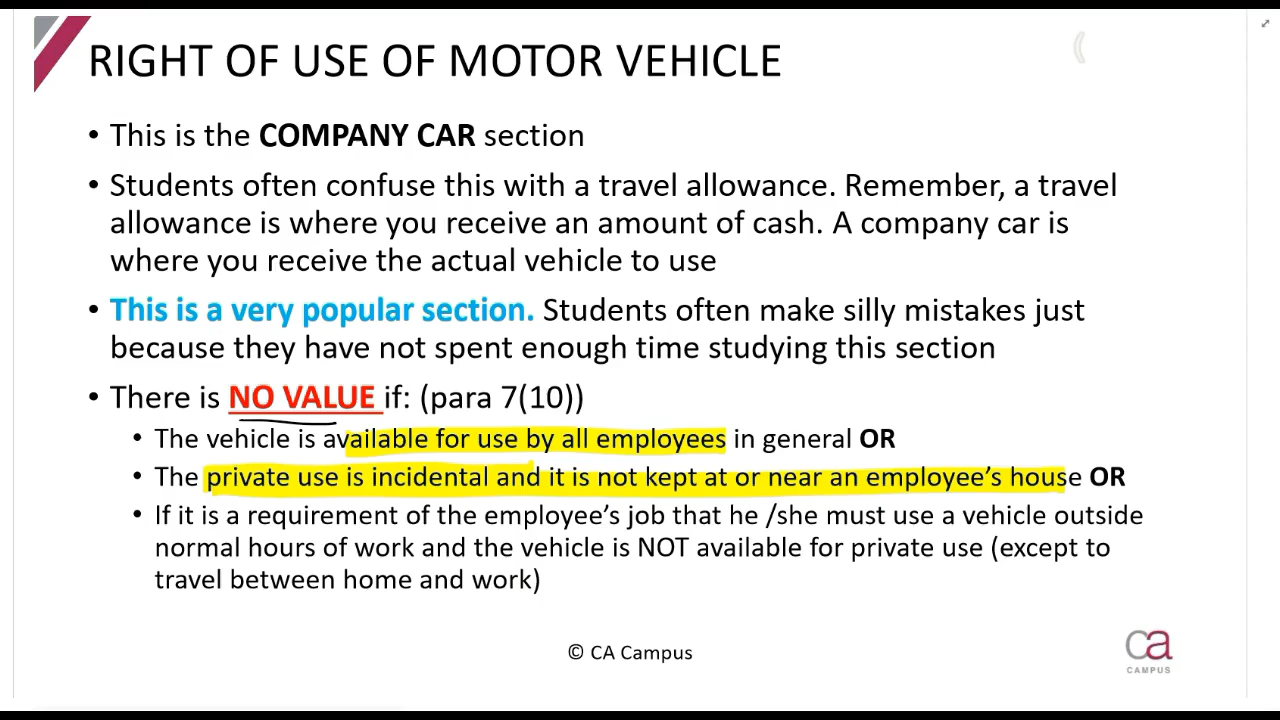 RIGHT OF USE OF MOTOR VEHICLE
• This is the COMPANY CAR section
• Students often confuse this with a travel allowance. Remember, a travel
allowance is where you receive an amount of cash. A company car is
where you receive the actual vehicle to use
• This is a very popular section. Students often make silly mistakes just
because they have not spent enough time studying this section
• There is NO VALUE if: (para 7(10))
• The vehicle is available for use by all employees in general OR
• The private use is incidental and it is not kept at or near an employee’s house OR
• If it is a requirement of the employee’s job that he /she must use a vehicle outside
normal hours of work and the vehicle is NOT available for private use (except to
travel between home and work)
© CA Campus
ca
CAMPUS